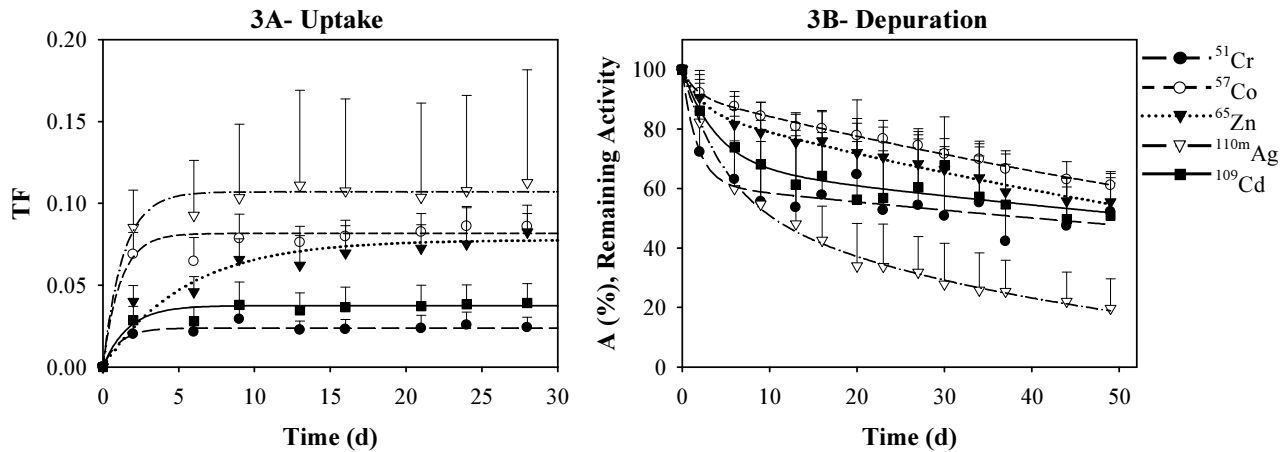 3A- Uptake
TF
0.20
0.15
0.10
0.05
0.00
0 5 10 15 20 25 30
Time (d)
3B- Depuration
A (%), Remaining Activity
100
80
60
40
20
0
0 10 20 30 40 50
Time (d)
⁵¹Cr
⁵⁷Co
⁶⁵Zn
¹¹⁰ᵐAg
¹⁰⁹Cd